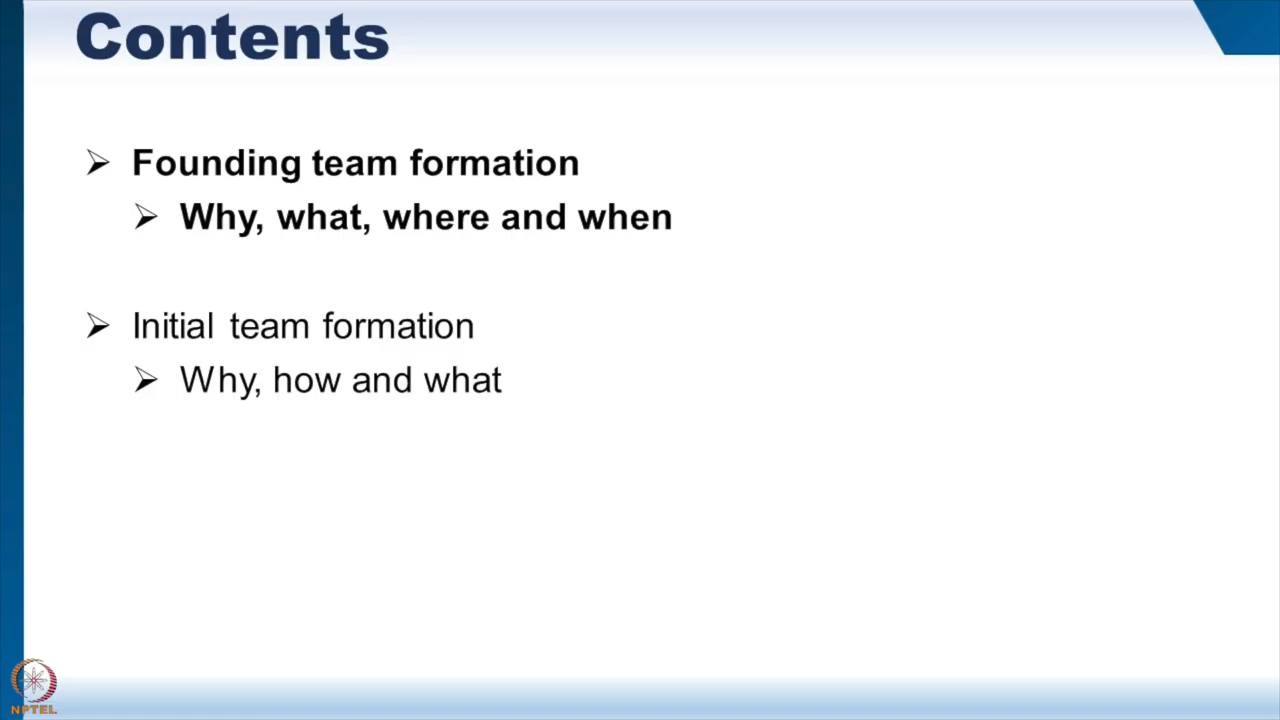 Contents
Founding team formation
Why, what, where and when
Initial team formation
Why, how and what
NPTEL